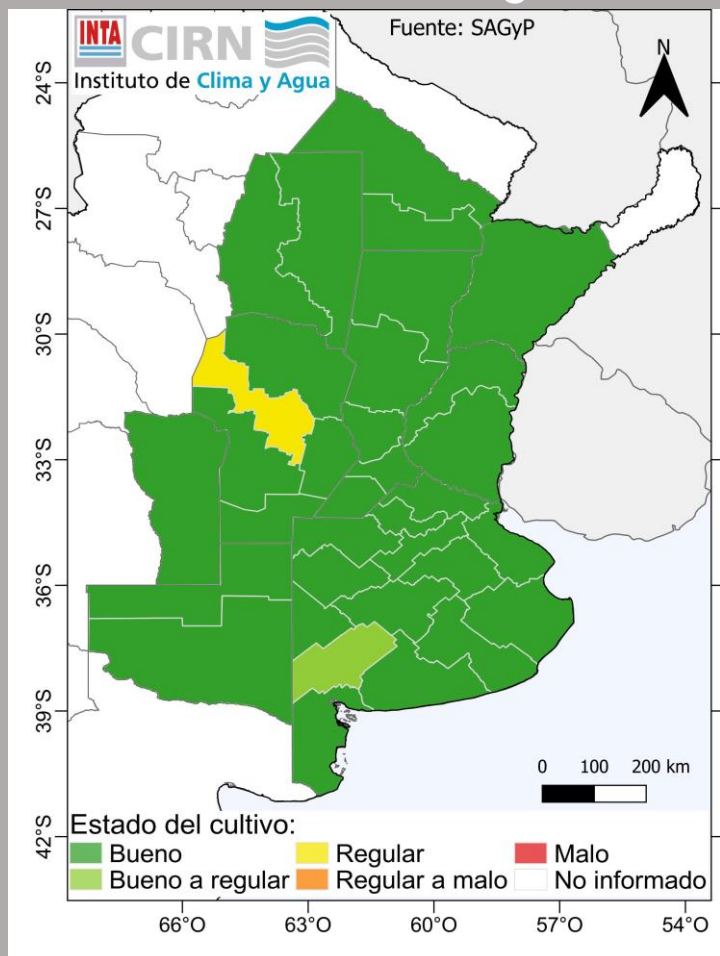 INTA CIRN
Instituto de Clima y Agua
Fuente: SAGyP
N
24°S
27°S
30°S
33°S
36°S
39°S
42°S
0 100 200 km
Estado del cultivo:
Bueno Regular Malo
Bueno a regular Regular a malo No informado
66°O 63°O 60°O 57°O 54°O